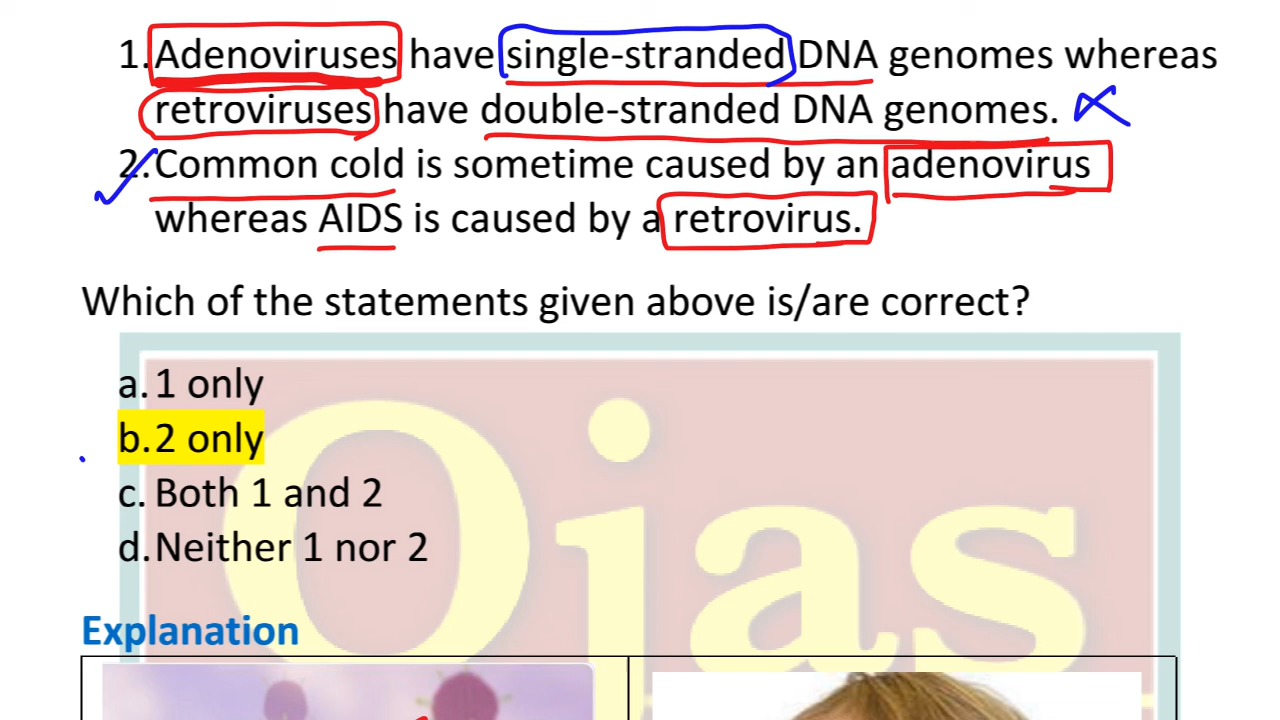 1. Adenoviruses have single-stranded DNA genomes whereas
retroviruses have double-stranded DNA genomes.
2. Common cold is sometime caused by an adenovirus
whereas AIDS is caused by a retrovirus.
Which of the statements given above is/are correct?
a. 1 only
b. 2 only
c. Both 1 and 2
d. Neither 1 nor 2
Ojas
Explanation